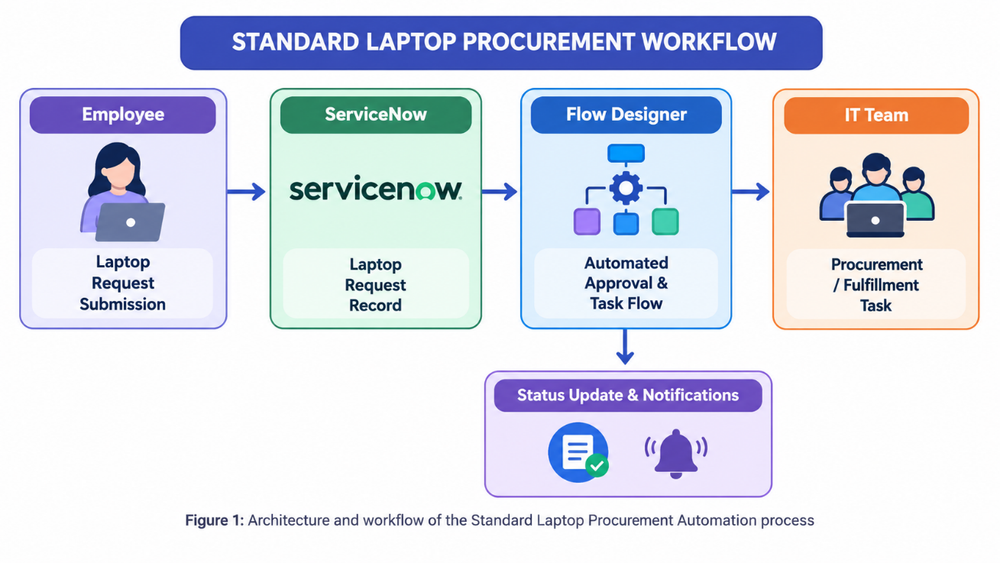 STANDARD LAPTOP PROCUREMENT WORKFLOW
Employee
Laptop
Request
Submission
ServiceNow
servicenow.
Laptop
Request
Record
Flow Designer
Automated
Approval &
Task Flow
IT Team
Procurement
/ Fulfillment
Task
Status Update & Notifications
Figure 1: Architecture and workflow of the Standard Laptop Procurement Automation process